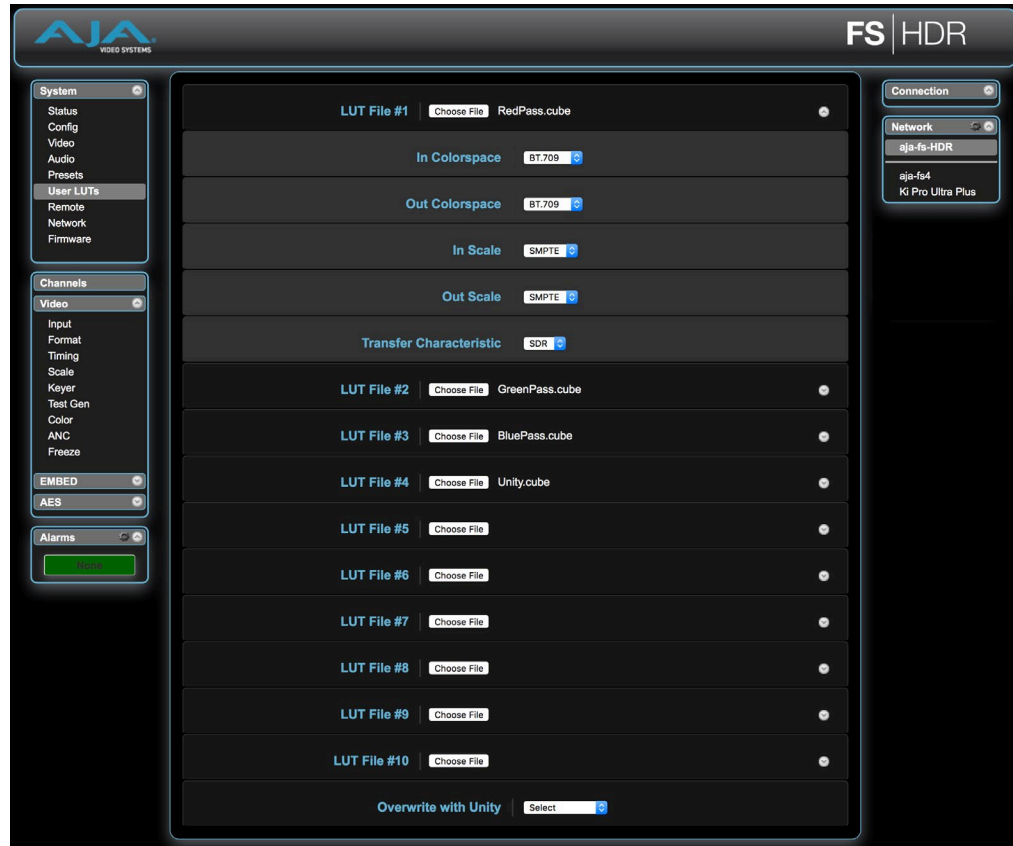 AJA
VIDEO SYSTEMS
FS HDR
System
Status
Config
Video
Audio
Presets
User LUTs
Remote
Network
Firmware
Channels
Video
Input
Format
Timing
Scale
Keyer
Test Gen
Color
ANC
Freeze
EMBED
AES
Alarms
None
LUT File #1 Choose File RedPass.cube
In Colorspace BT.709
Out Colorspace BT.709
In Scale SMPTE
Out Scale SMPTE
Transfer Characteristic SDR
LUT File #2 Choose File GreenPass.cube
LUT File #3 Choose File BluePass.cube
LUT File #4 Choose File Unity.cube
LUT File #5 Choose File
LUT File #6 Choose File
LUT File #7 Choose File
LUT File #8 Choose File
LUT File #9 Choose File
LUT File #10 Choose File
Overwrite with Unity Select
Connection
Network
aja-fs-HDR
aja-fs4
Ki Pro Ultra Plus